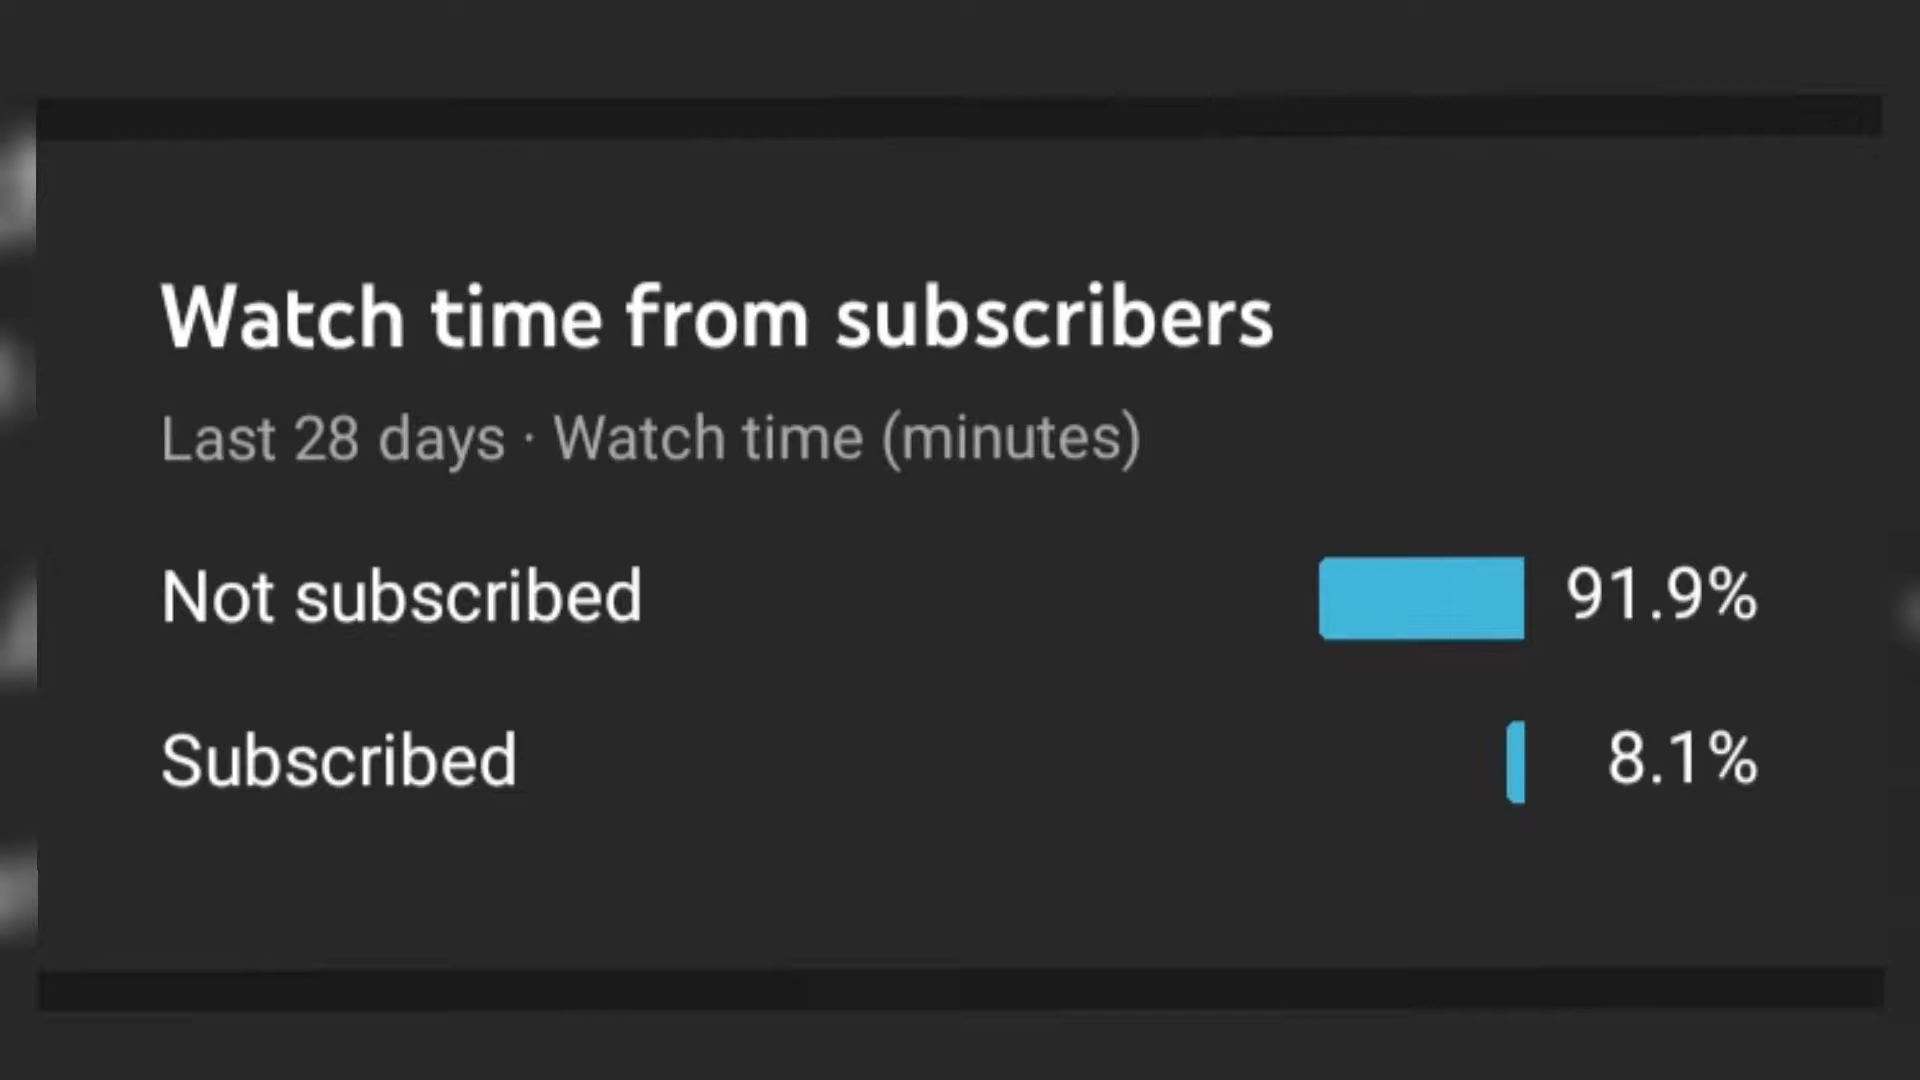 Watch time from subscribers
Last 28 days · Watch time (minutes)
Not subscribed 91.9%
Subscribed 8.1%